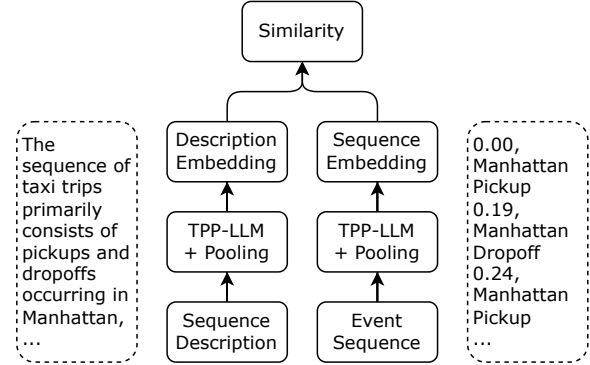 Similarity
The
sequence of
taxi trips
primarily
consists of
pickups and
dropoffs
occurring in
Manhattan,
...
Description
Embedding
TPP-LLM
+ Pooling
Sequence
Description
Sequence
Embedding
TPP-LLM
+ Pooling
Event
Sequence
0.00,
Manhattan
Pickup
0.19,
Manhattan
Dropoff
0.24,
Manhattan
Pickup
...